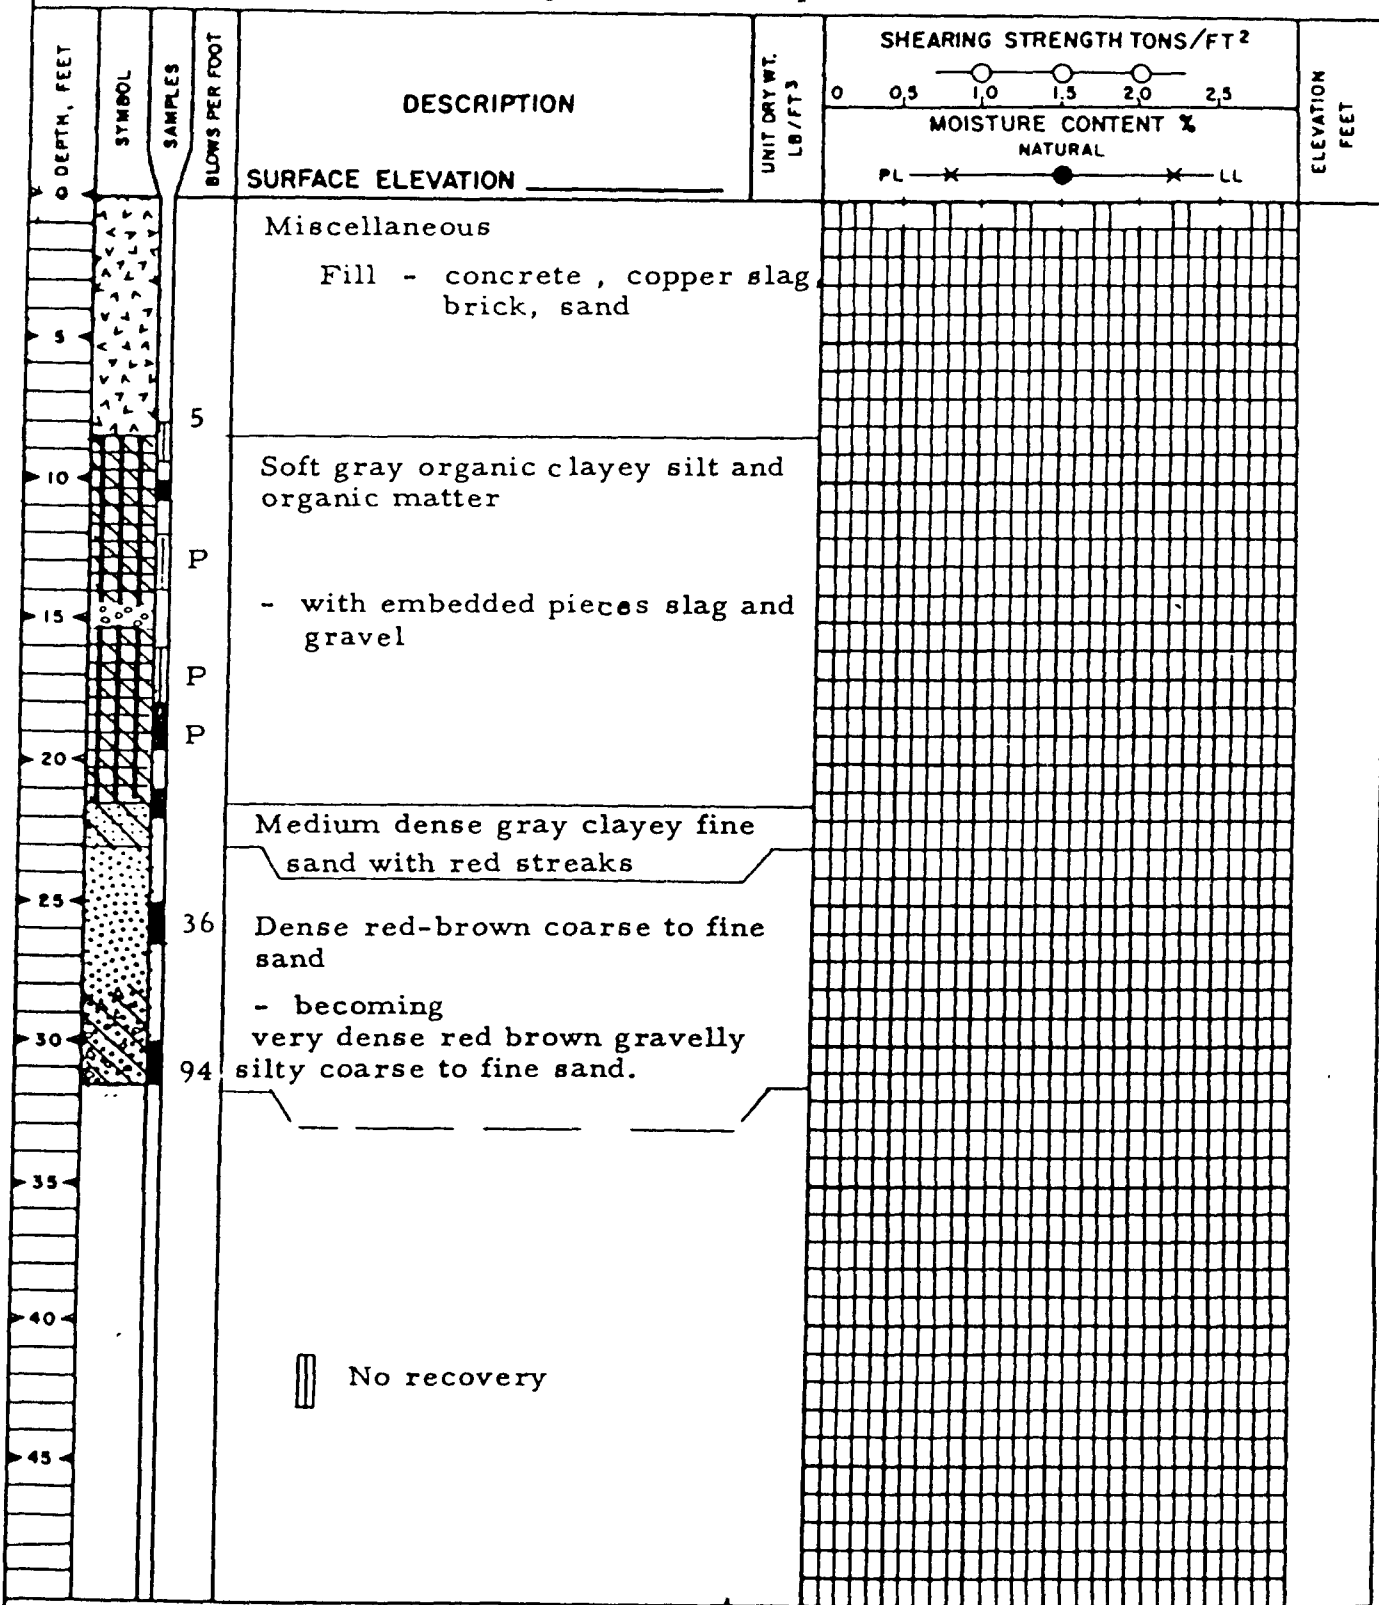 DEPTH, FEET
SYMBOL
SAMPLES
BLOWS PER FOOT
DESCRIPTION
SURFACE ELEVATION
UNIT DRY WT.
LB/FT³
SHEARING STRENGTH TONS/FT²
0 0,5 1,0 1.5 2,0 2,5
MOISTURE CONTENT %
NATURAL
PL LL
ELEVATION
FEET
0
Miscellaneous
Fill - concrete, copper slag,
brick, sand
5
5
Soft gray organic clayey silt and
organic matter
10
P
- with embedded pieces slag and
gravel
15
P
P
20
Medium dense gray clayey fine
sand with red streaks
25
36
Dense red-brown coarse to fine
sand
- becoming
very dense red brown gravelly
silty coarse to fine sand.
30
94
35
40
No recovery
45